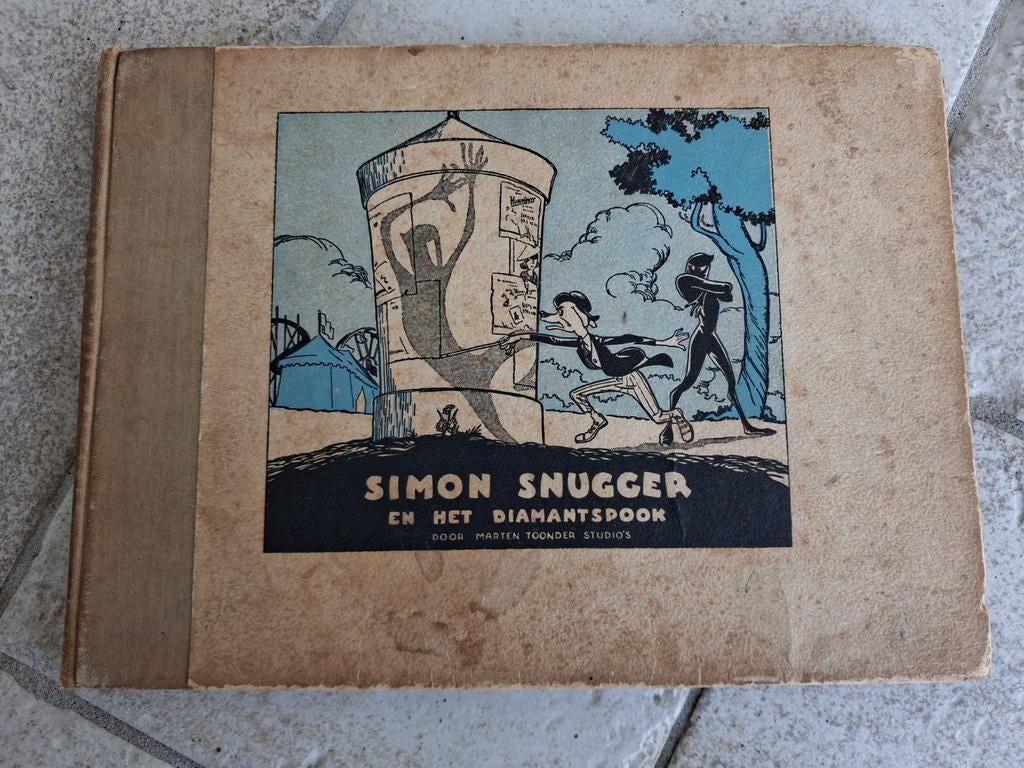 SIMON SNUGGER
EN HET DIAMANTSPOOK
DOOR MARTEN TOONDER STUDIO'S